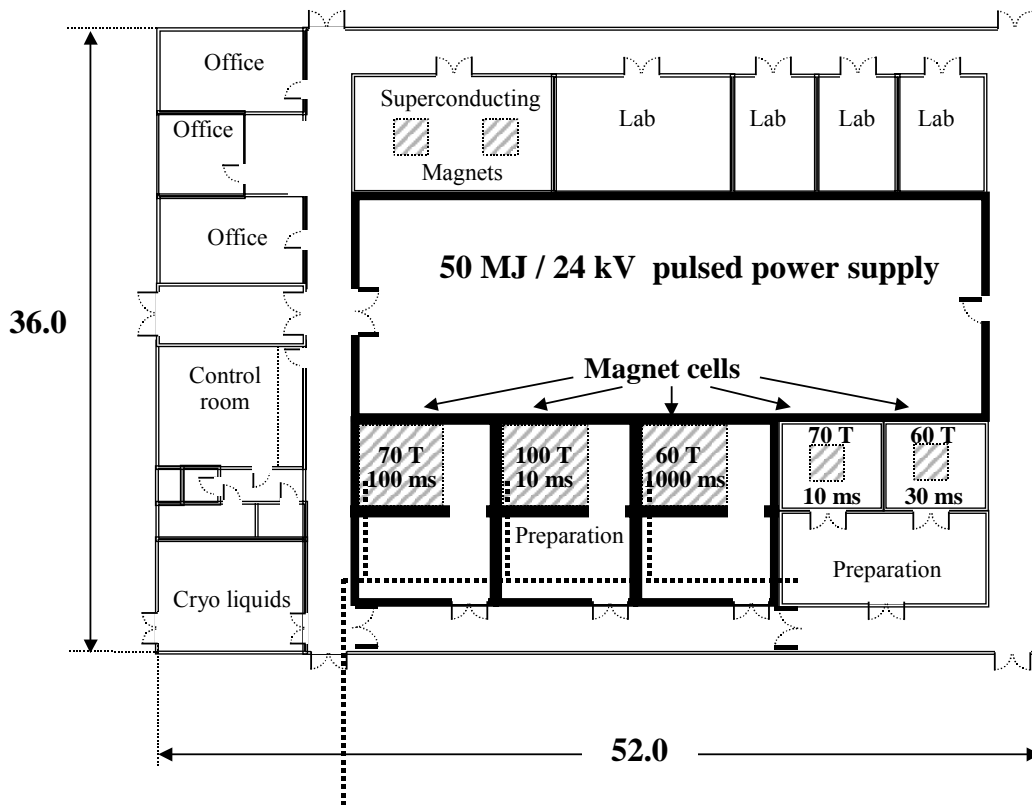 Office
Superconducting
Magnets
Lab
Lab
Lab
Lab
Office
Office
50 MJ / 24 kV pulsed power supply
36.0
Control
room
Magnet cells
70 T
100 ms
100 T
10 ms
60 T
1000 ms
70 T
10 ms
60 T
30 ms
Preparation
Preparation
Cryo liquids
52.0